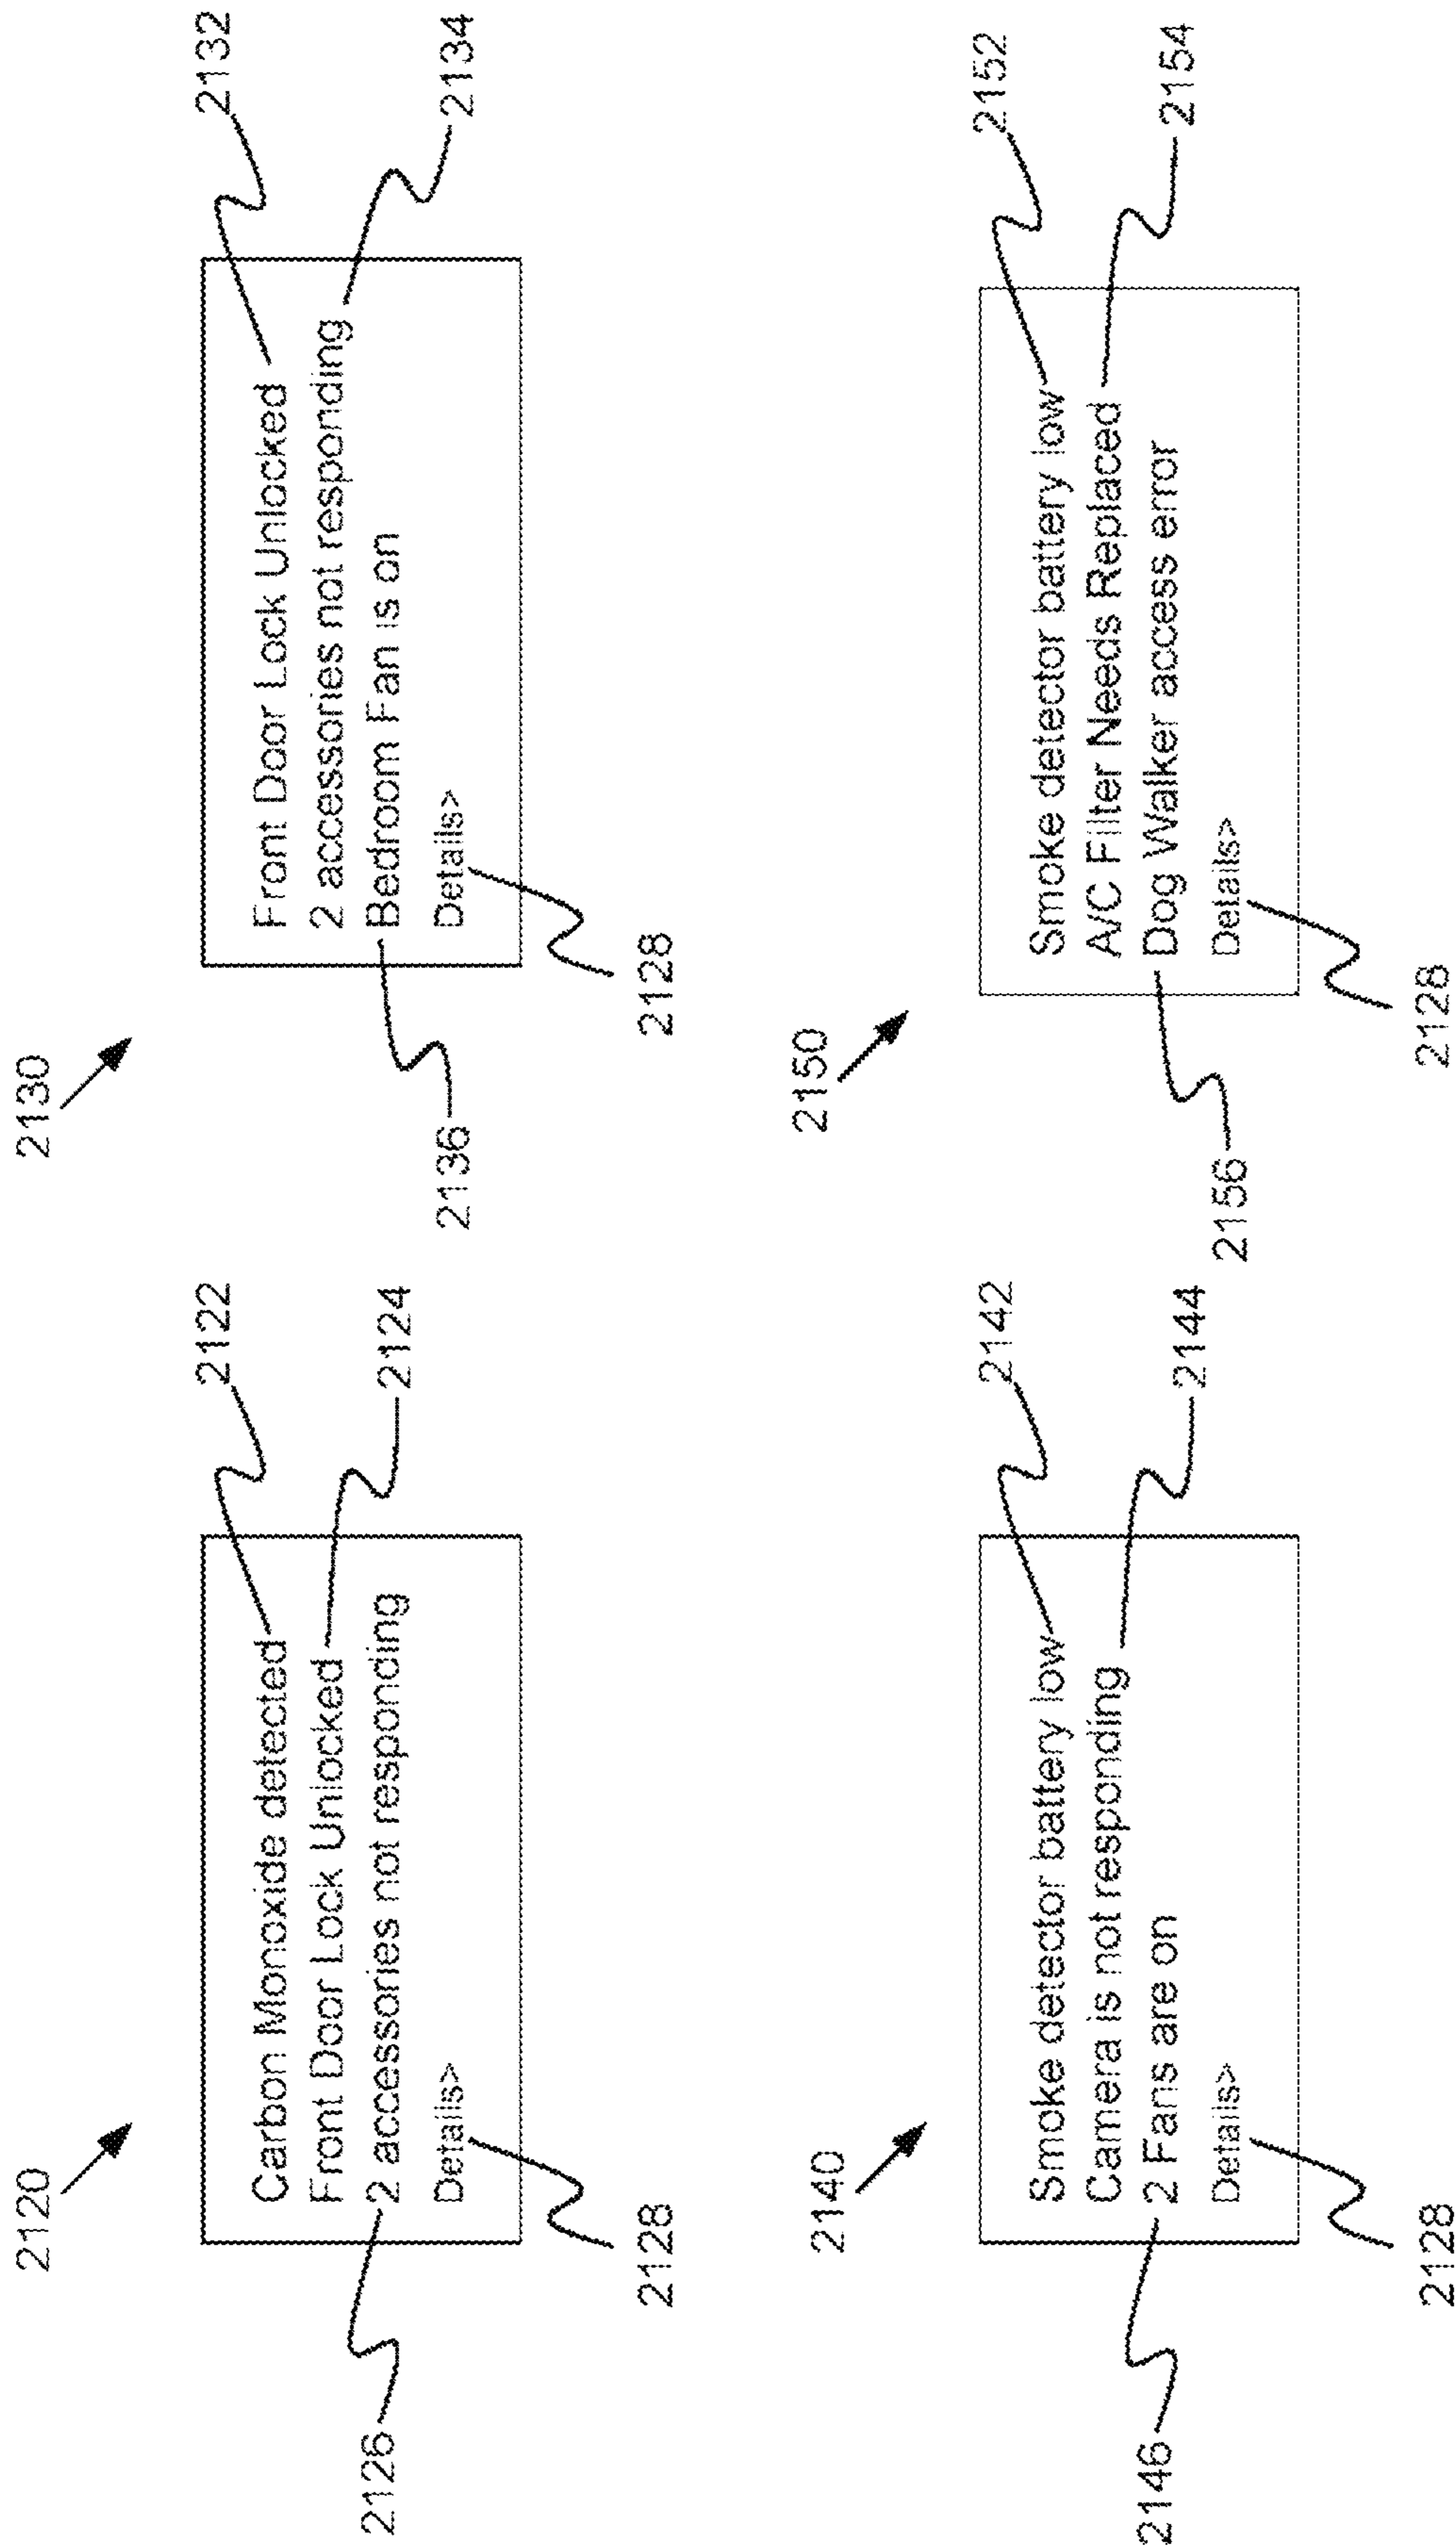 2120
Carbon Monoxide detected
Front Door Lock Unlocked
2 accessories not responding
Details>
2122
2124
2126
2128
2130
Front Door Lock Unlocked
2 accessories not responding
Bedroom Fan is on
Details>
2132
2134
2136
2128
2140
Smoke detector battery low
Camera is not responding
2 Fans are on
Details>
2142
2144
2146
2128
2150
Smoke detector battery low
A/C Filter Needs Replaced
Dog Walker access error
Details>
2152
2154
2156
2128